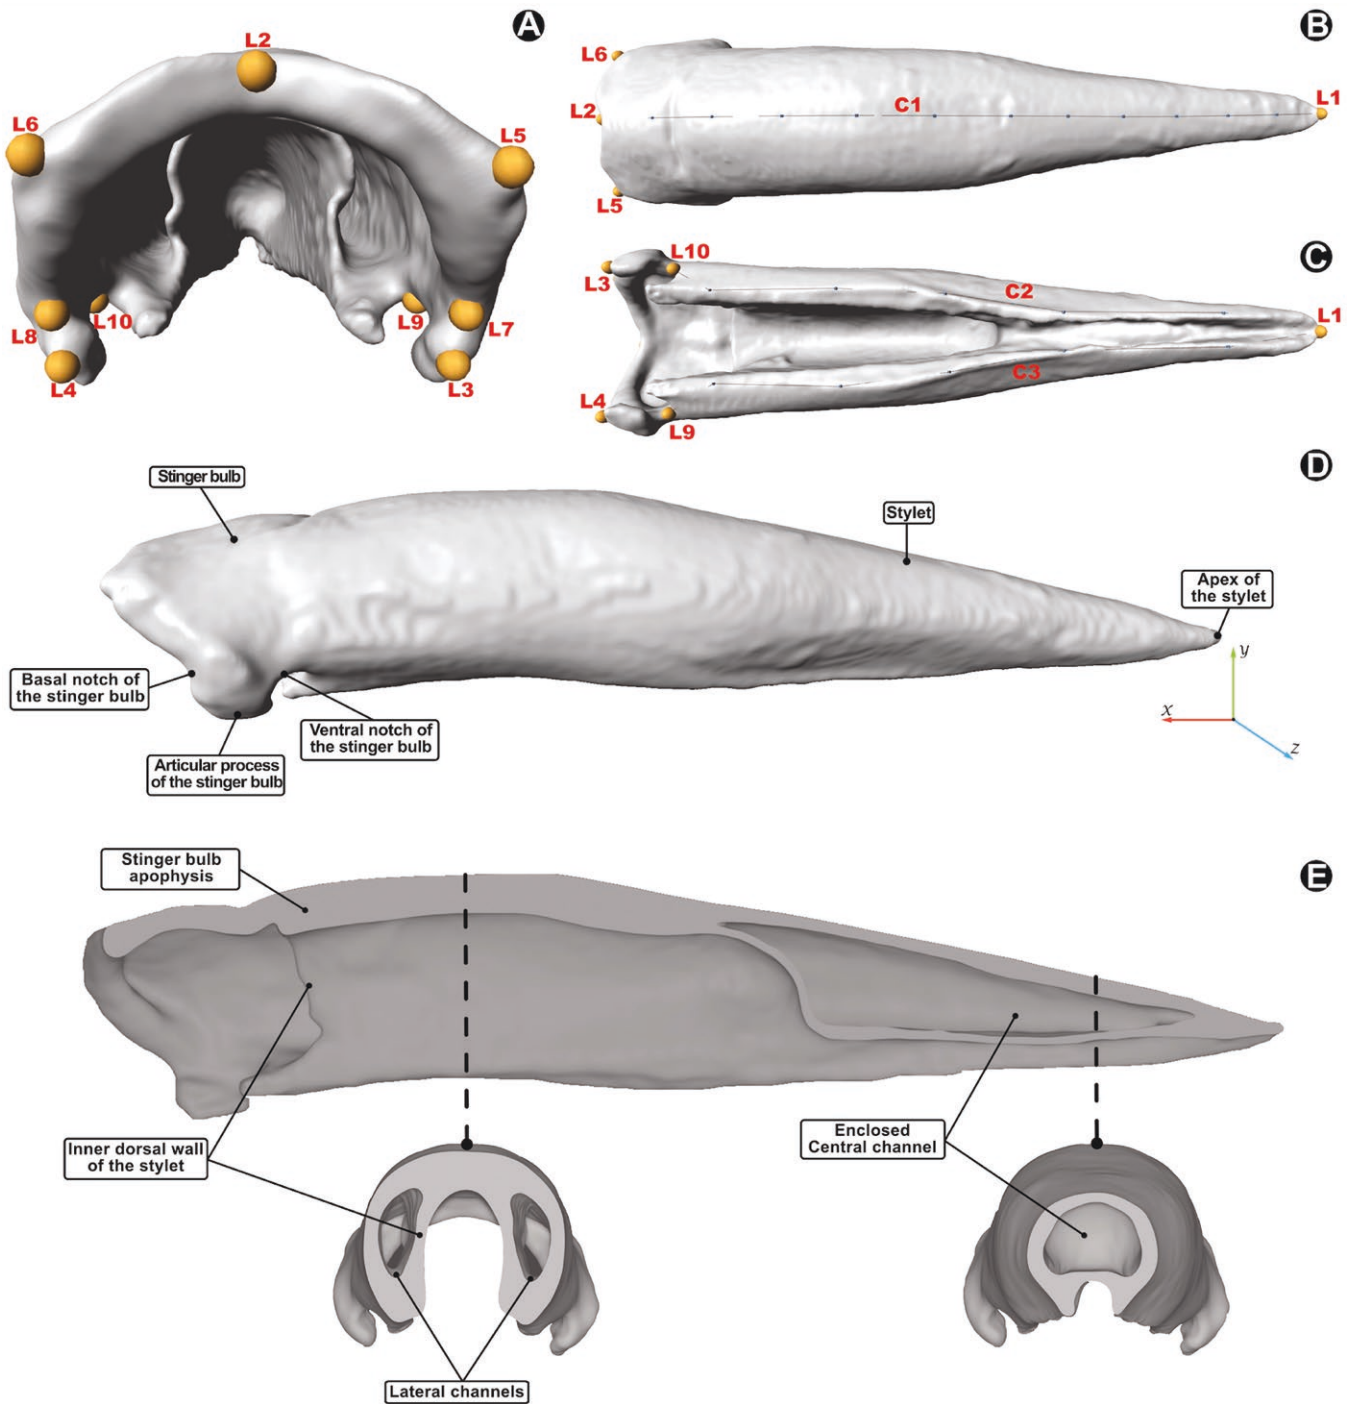 A
L2
L6
L5
L8
L10
L9
L7
L4
L3
B
L6
L2
C1
L1
L5
C
L10
L3
C2
L1
C3
L4
L9
D
Stinger bulb
Stylet
Apex of
the stylet
Basal notch of
the stinger bulb
Ventral notch of
the stinger bulb
Articular process
of the stinger bulb
y
x
z
E
Stinger bulb
apophysis
Inner dorsal wall
of the stylet
Enclosed
Central channel
Lateral channels